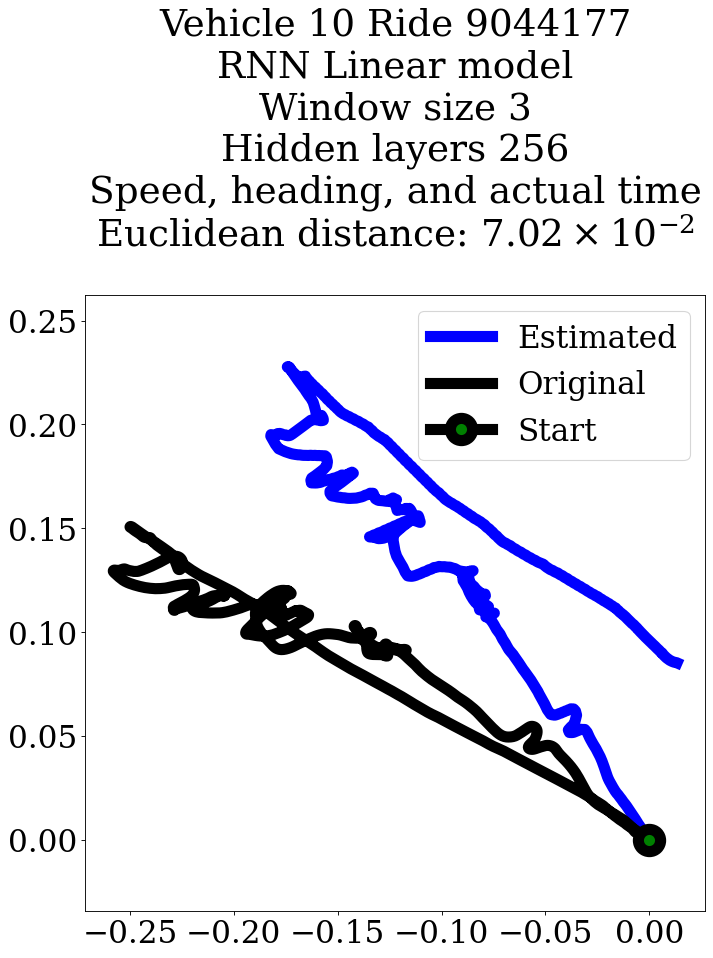 Vehicle 10 Ride 9044177
RNN Linear model
Window size 3
Hidden layers 256
Speed, heading, and actual time
Euclidean distance: 7.02 × 10⁻²
Estimated
Original
Start
0.25
0.20
0.15
0.10
0.05
0.00
−0.25 −0.20 −0.15 −0.10 −0.05 0.00